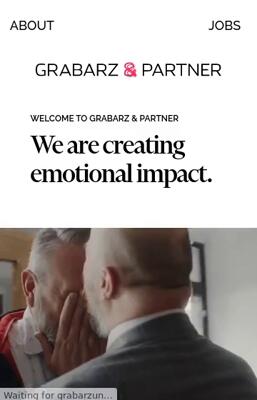 ABOUT
JOBS
GRABARZ & PARTNER
WELCOME TO GRABARZ & PARTNER
We are creating
emotional impact.
Waiting for grabarzun...